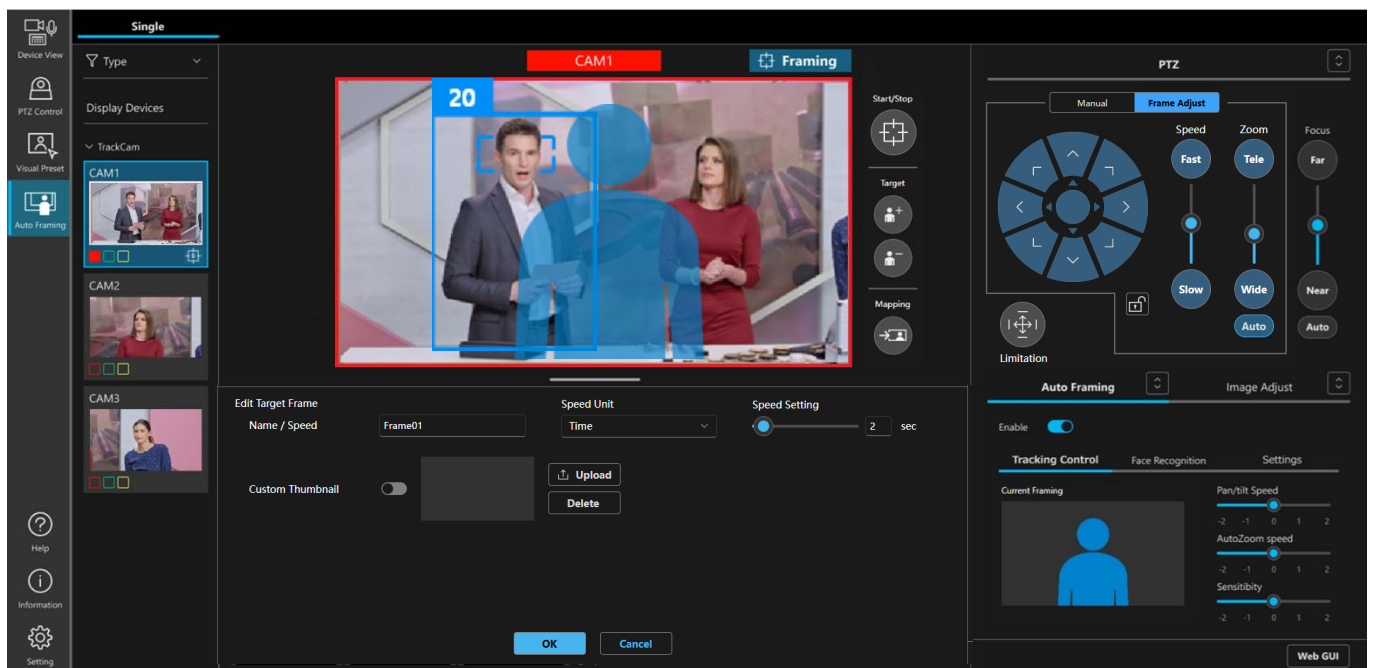 Single
Device View
PTZ Control
Visual Preset
Auto Framing
Help
Information
Setting
Type
Display Devices
TrackCam
CAM1
CAM2
CAM3
CAM1
Framing
20
Start/Stop
Target
Mapping
Edit Target Frame
Name / Speed
Frame01
Speed Unit
Time
Speed Setting
2 sec
Custom Thumbnail
Upload
Delete
OK Cancel
PTZ
Manual Frame Adjust
Speed Zoom Focus
Fast Tele Far
Slow Wide Near
Auto Auto
Limitation
Auto Framing Image Adjust
Enable
Tracking Control Face Recognition Settings
Current Framing
Pan/tilt Speed
-2 -1 0 1 2
AutoZoom speed
-2 -1 0 1 2
Sensitibity
-2 -1 0 1 2
Web GUI